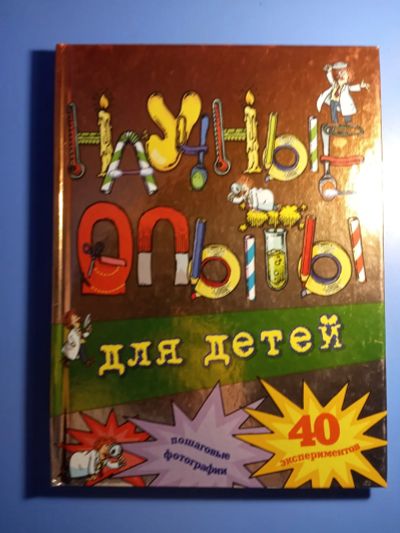 НАУЧНЫЕ
ОПЫТЫ
для детей
пошаговые
фотографии
40
экспериментов